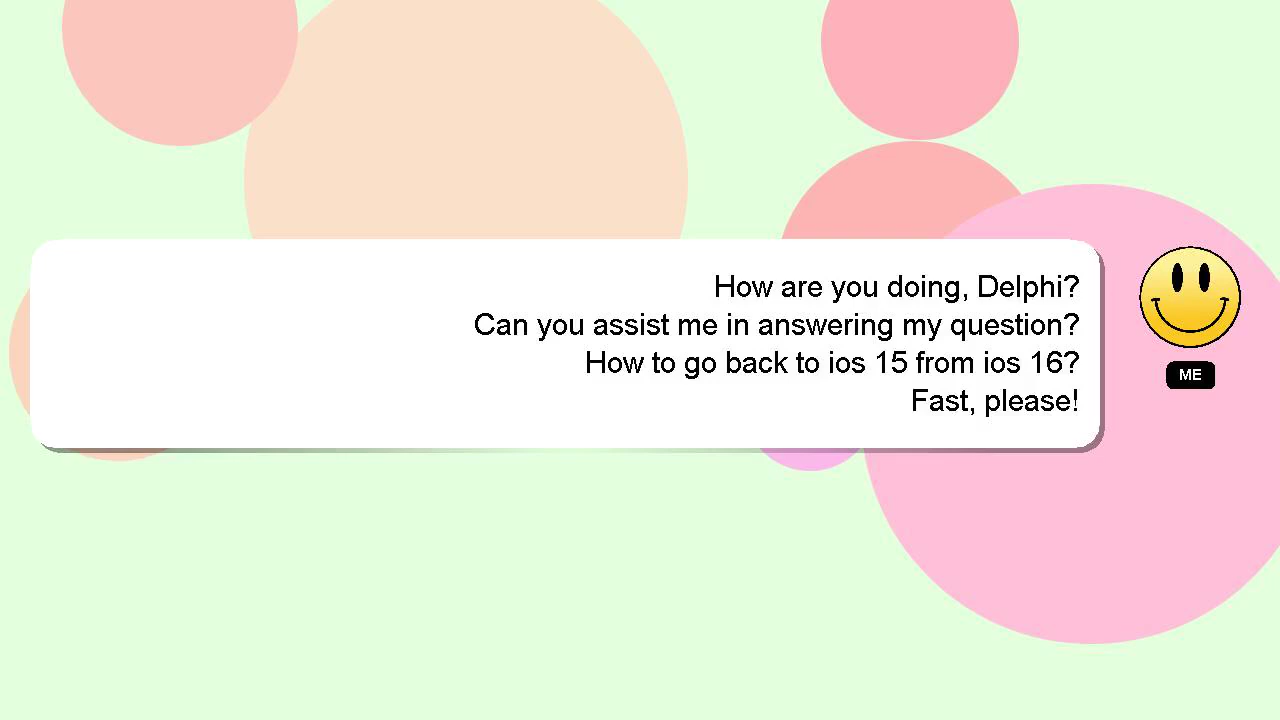 How are you doing, Delphi?
Can you assist me in answering my question?
How to go back to ios 15 from ios 16?
Fast, please!
ME